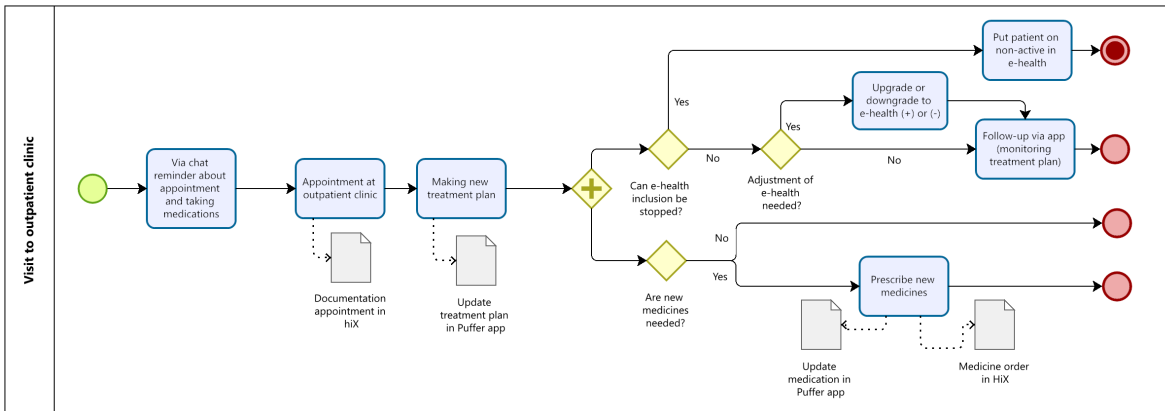 Visit to outpatient clinic
Via chat
reminder about
appointment
and taking
medications
Appointment at
outpatient clinic
Documentation
appointment in
hiX
Making new
treatment plan
Update
treatment plan
in Puffer app
Can e-health
inclusion be
stopped?
Yes
No
Put patient on
non-active in
e-health
Adjustment of
e-health
needed?
Yes
No
Upgrade or
downgrade to
e-health (+) or (-)
Follow-up via app
(monitoring
treatment plan)
Are new
medicines
needed?
No
Yes
Prescribe new
medicines
Update
medication in
Puffer app
Medicine order
in HiX